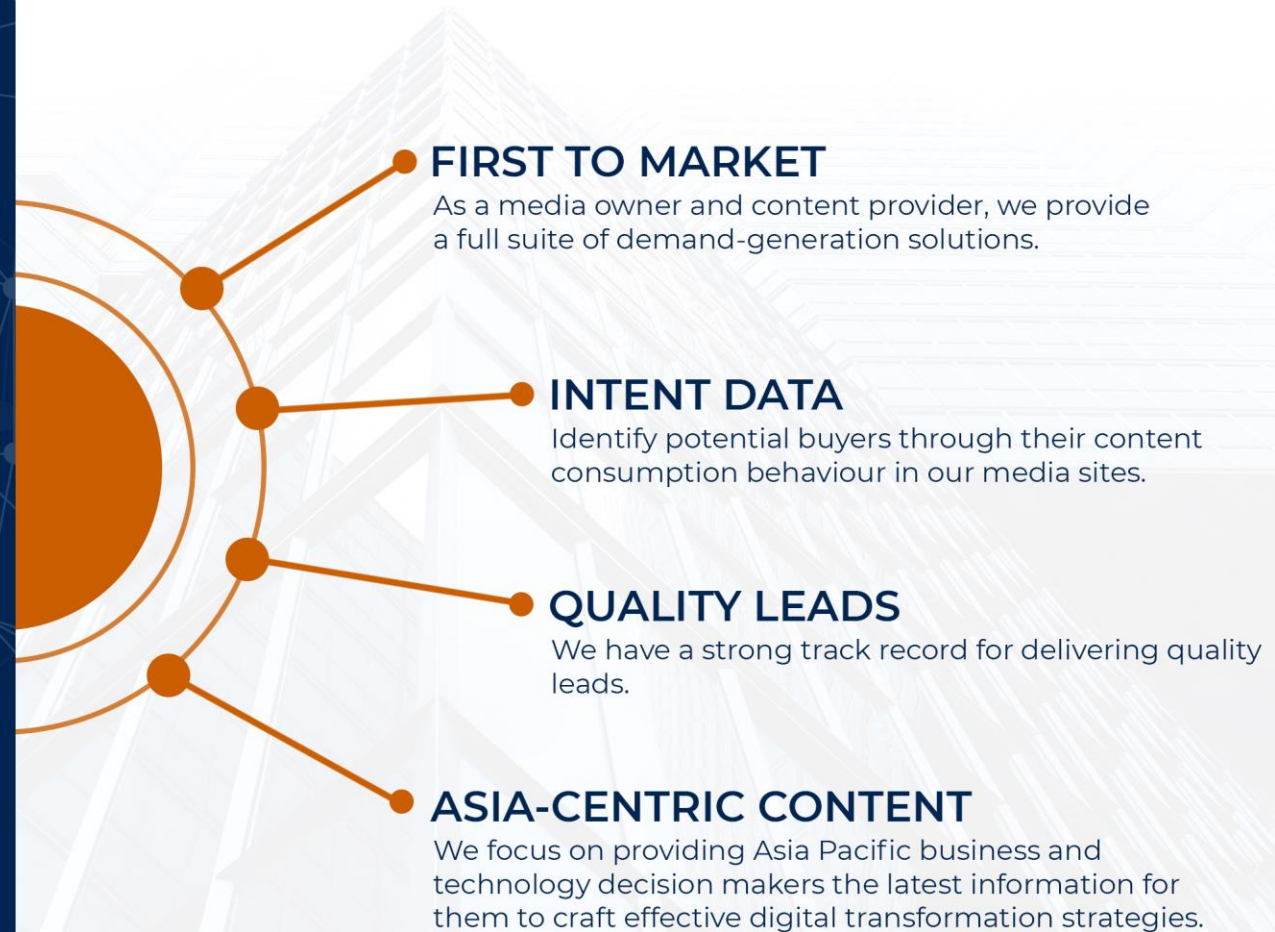 FIRST TO MARKET
As a media owner and content provider, we provide
a full suite of demand-generation solutions.
INTENT DATA
Identify potential buyers through their content
consumption behaviour in our media sites.
QUALITY LEADS
We have a strong track record for delivering quality
leads.
ASIA-CENTRIC CONTENT
We focus on providing Asia Pacific business and
technology decision makers the latest information for
them to craft effective digital transformation strategies.